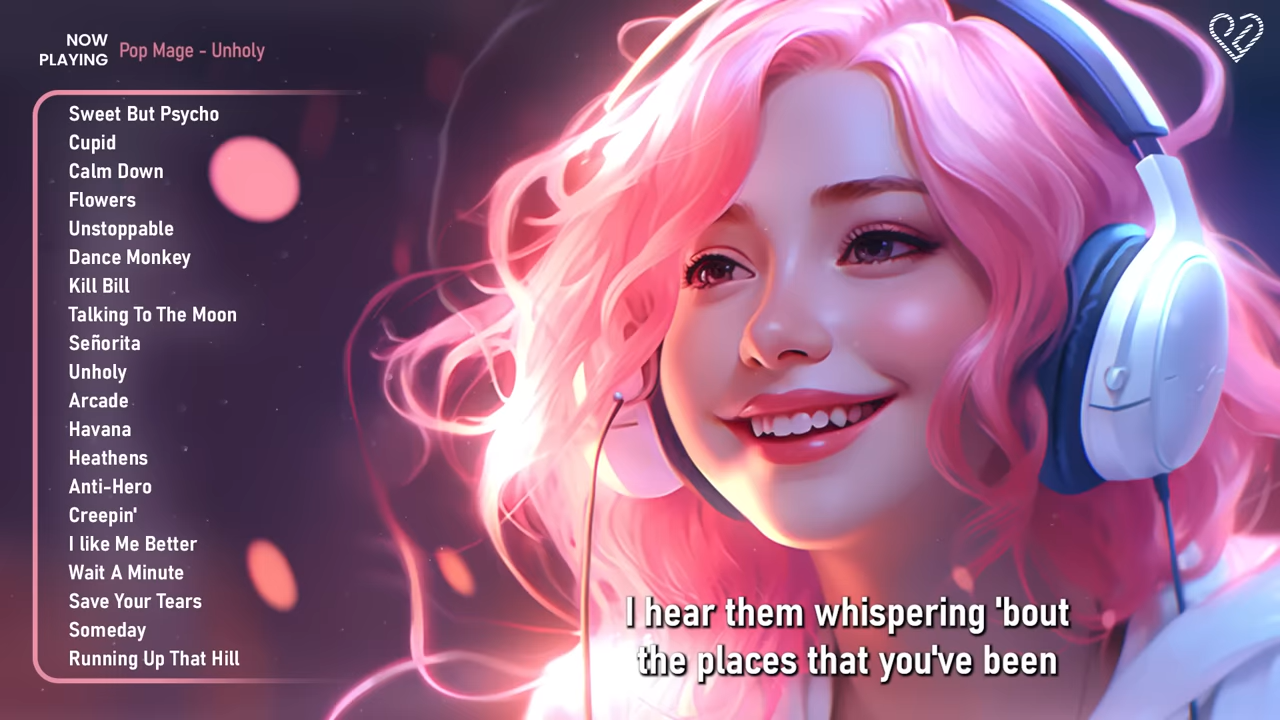 NOW
PLAYING
Pop Mage - Unholy
Sweet But Psycho
Cupid
Calm Down
Flowers
Unstoppable
Dance Monkey
Kill Bill
Talking To The Moon
Señorita
Unholy
Arcade
Havana
Heathens
Anti-Hero
Creepin'
I like Me Better
Wait A Minute
Save Your Tears
Someday
Running Up That Hill
I hear them whispering 'bout
the places that you've been